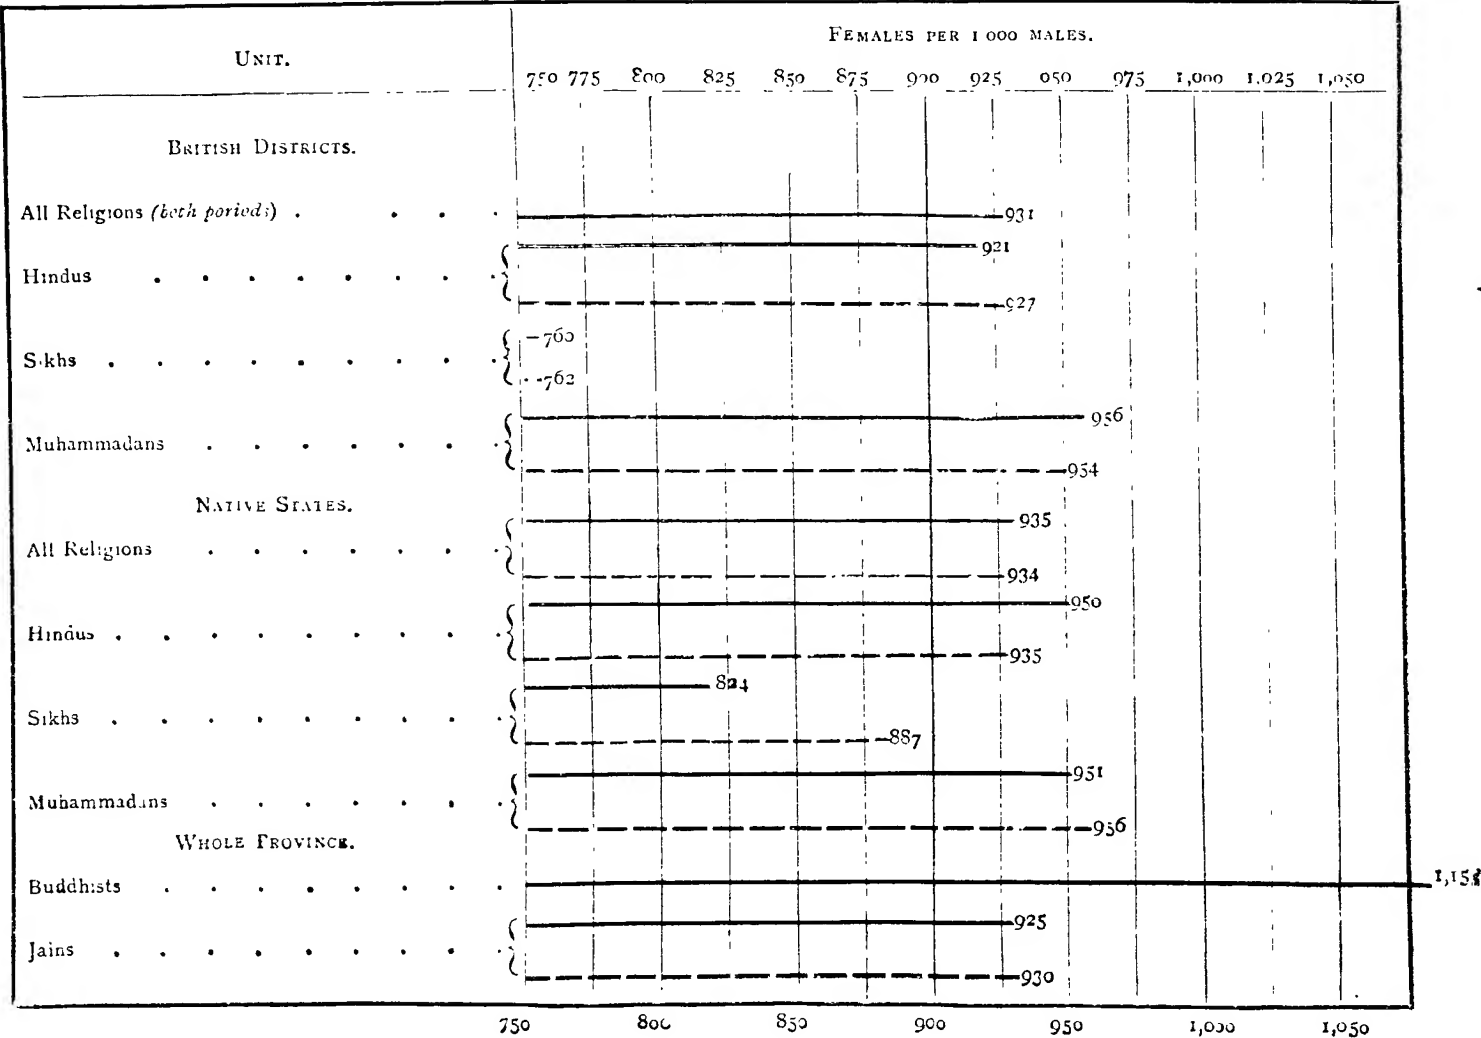 UNIT.
FEMALES PER 1000 MALES.
750 775 800 825 850 875 900 925 950 975 1,000 1,025 1,050
BRITISH DISTRICTS.
All Religions (both periods) . . . . 931
Hindus . . . . . . . .
921
927
Sikhs . . . . . . . . .
760
762
Muhammadans . . . . . . .
956
954
NATIVE STATES.
All Religions . . . . . . .
935
934
Hindus . . . . . . . . .
950
935
Sikhs . . . . . . . . .
824
887
Muhammadans . . . . . . .
951
956
WHOLE PROVINCE.
Buddhists . . . . . . . .
Jains . . . . . . . . .
925
930
750 800 850 900 950 1,000 1,050